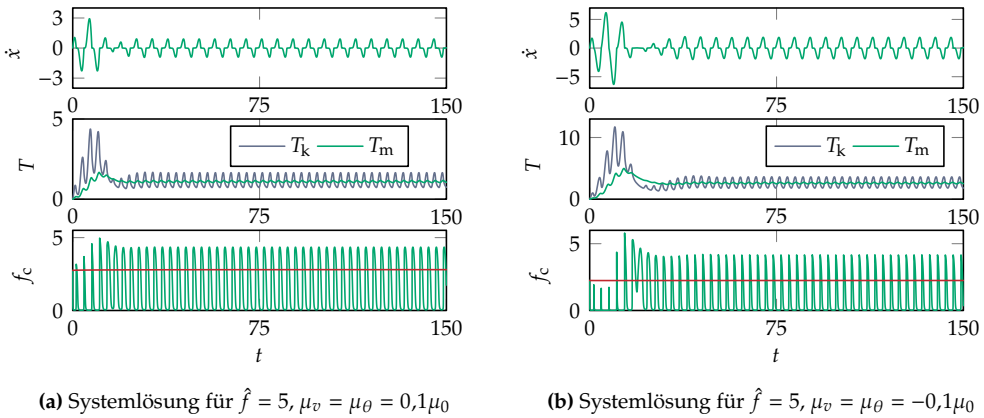 3
0
−3
ẋ
0
75
150
5
0
T
T_k
T_m
0
75
150
5
0
f_c
0
75
150
t
(a) Systemlösung für f̂ = 5, μ_v = μ_θ = 0,1μ_0
5
0
−5
ẋ
0
75
150
10
0
T
T_k
T_m
0
75
150
5
0
f_c
0
75
150
t
(b) Systemlösung für f̂ = 5, μ_v = μ_θ = −0,1μ_0